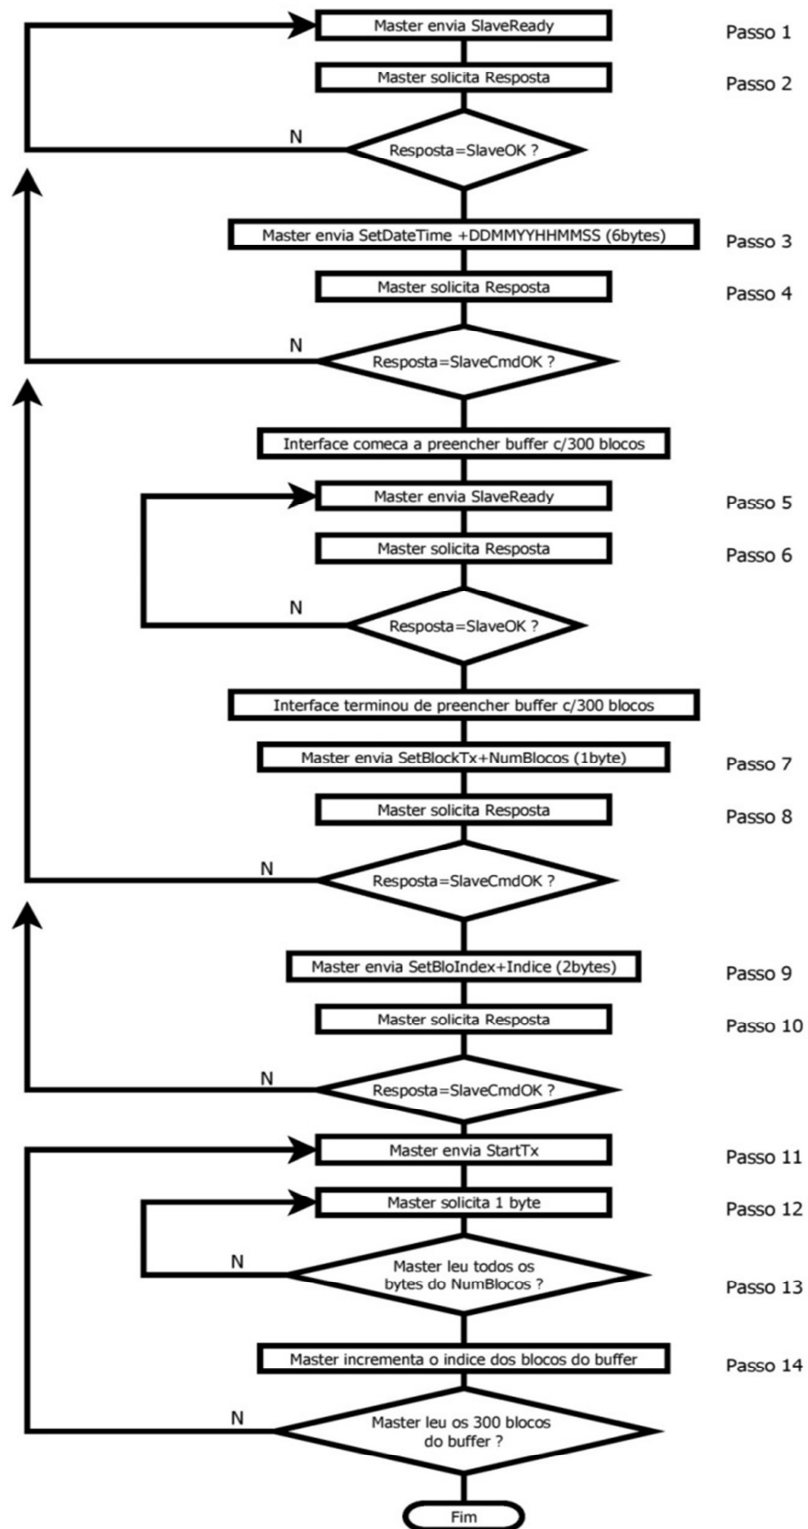 Master envia SlaveReady
Passo 1
Master solicita Resposta
Passo 2
N
Resposta=SlaveOK ?
Master envia SetDateTime +DDMMYYHHMMSS (6bytes)
Passo 3
Master solicita Resposta
Passo 4
N
Resposta=SlaveCmdOK ?
Interface comeca a preencher buffer c/300 blocos
Master envia SlaveReady
Passo 5
Master solicita Resposta
Passo 6
N
Resposta=SlaveOK ?
Interface terminou de preencher buffer c/300 blocos
Master envia SetBlockTx+NumBlocos (1byte)
Passo 7
Master solicita Resposta
Passo 8
N
Resposta=SlaveCmdOK ?
Master envia SetBloIndex+Indice (2bytes)
Passo 9
Master solicita Resposta
Passo 10
N
Resposta=SlaveCmdOK ?
Master envia StartTx
Passo 11
Master solicita 1 byte
Passo 12
N
Master leu todos os
bytes do NumBlocos ?
Passo 13
Master incrementa o indice dos blocos do buffer
Passo 14
N
Master leu os 300 blocos
do buffer ?
Fim